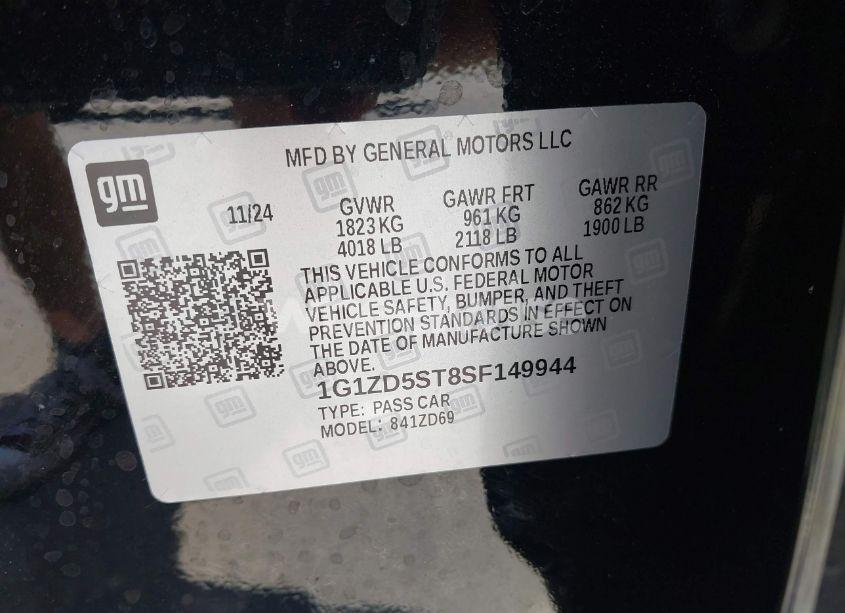 MFD BY GENERAL MOTORS LLC
gm
11/24
GVWR
1823 KG
4018 LB
GAWR FRT
961 KG
2118 LB
GAWR RR
862 KG
1900 LB
THIS VEHICLE CONFORMS TO ALL
APPLICABLE U.S. FEDERAL MOTOR
VEHICLE SAFETY, BUMPER, AND THEFT
PREVENTION STANDARDS IN EFFECT ON
THE DATE OF MANUFACTURE SHOWN
ABOVE.
1G1ZD5ST8SF149944
TYPE: PASS CAR
MODEL: 841ZD69